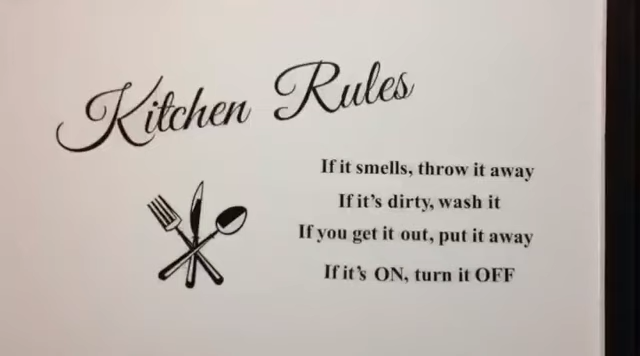 Kitchen Rules
If it smells, throw it away
If it's dirty, wash it
If you get it out, put it away
If it's ON, turn it OFF